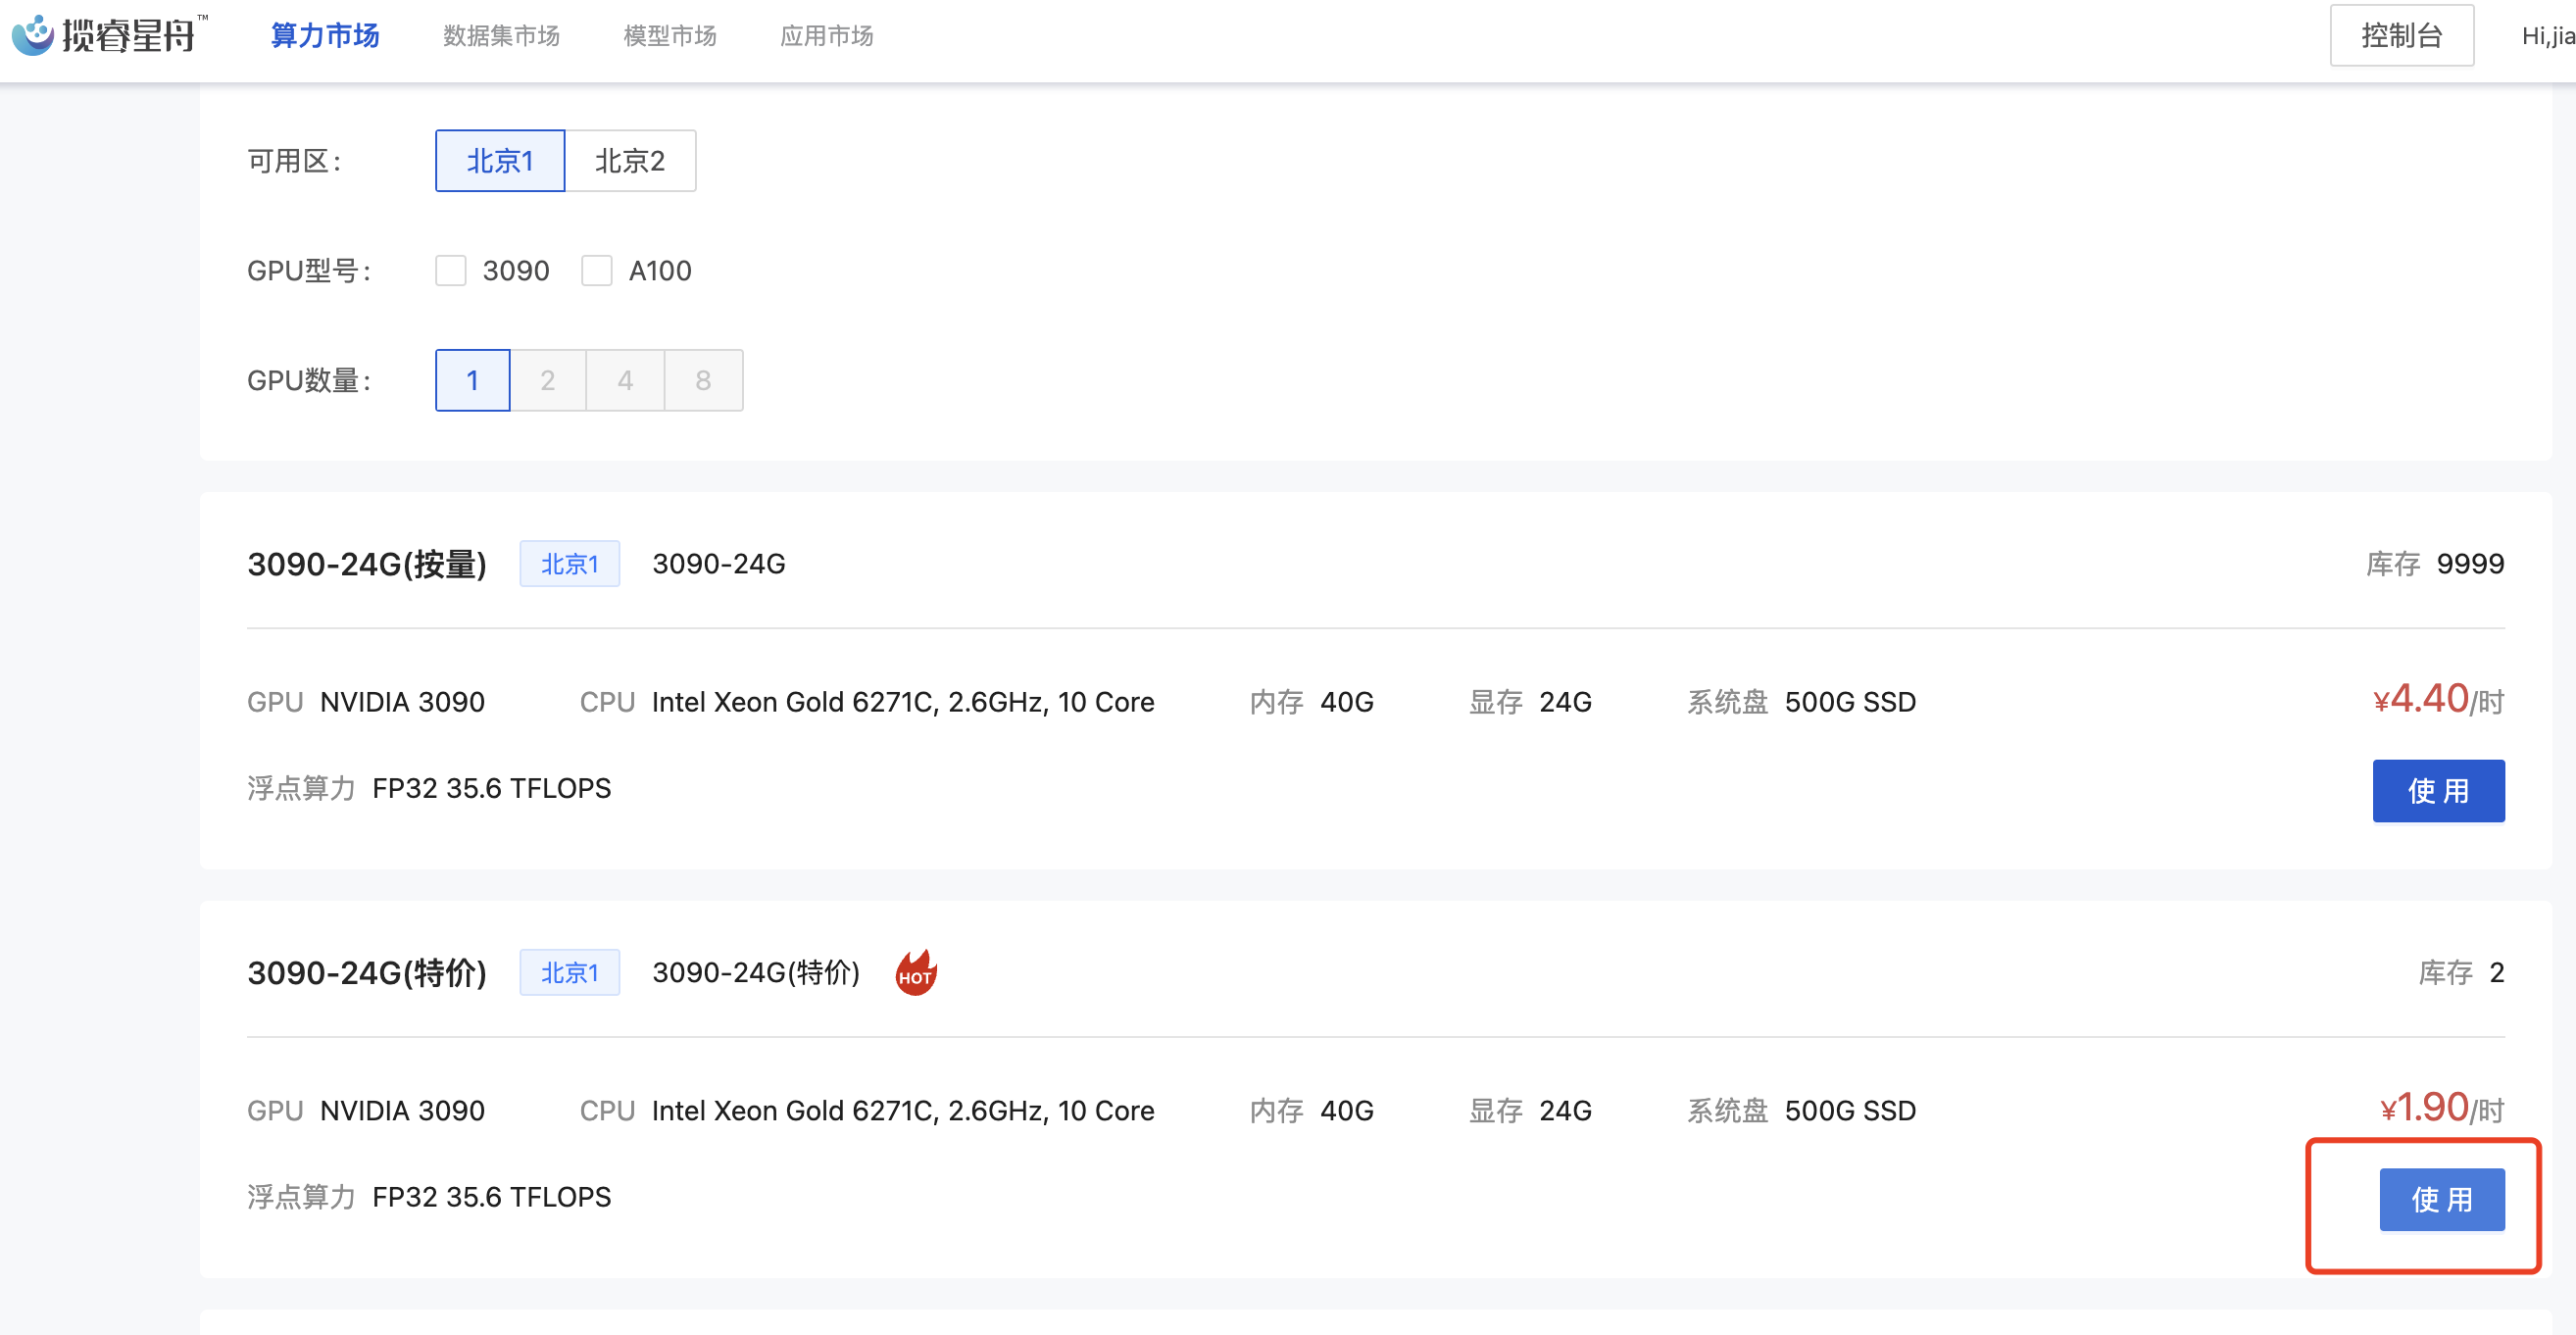 揽睿星舟™ 算力市场 数据集市场 模型市场 应用市场 控制台 Hi,jia
可用区: 北京1 北京2
GPU型号: 3090 A100
GPU数量: 1 2 4 8
3090-24G(按量) 北京1 3090-24G 库存 9999
GPU NVIDIA 3090 CPU Intel Xeon Gold 6271C, 2.6GHz, 10 Core 内存 40G 显存 24G 系统盘 500G SSD ¥4.40/时
浮点算力 FP32 35.6 TFLOPS 使用
3090-24G(特价) 北京1 3090-24G(特价) HOT 库存 2
GPU NVIDIA 3090 CPU Intel Xeon Gold 6271C, 2.6GHz, 10 Core 内存 40G 显存 24G 系统盘 500G SSD ¥1.90/时
浮点算力 FP32 35.6 TFLOPS 使用